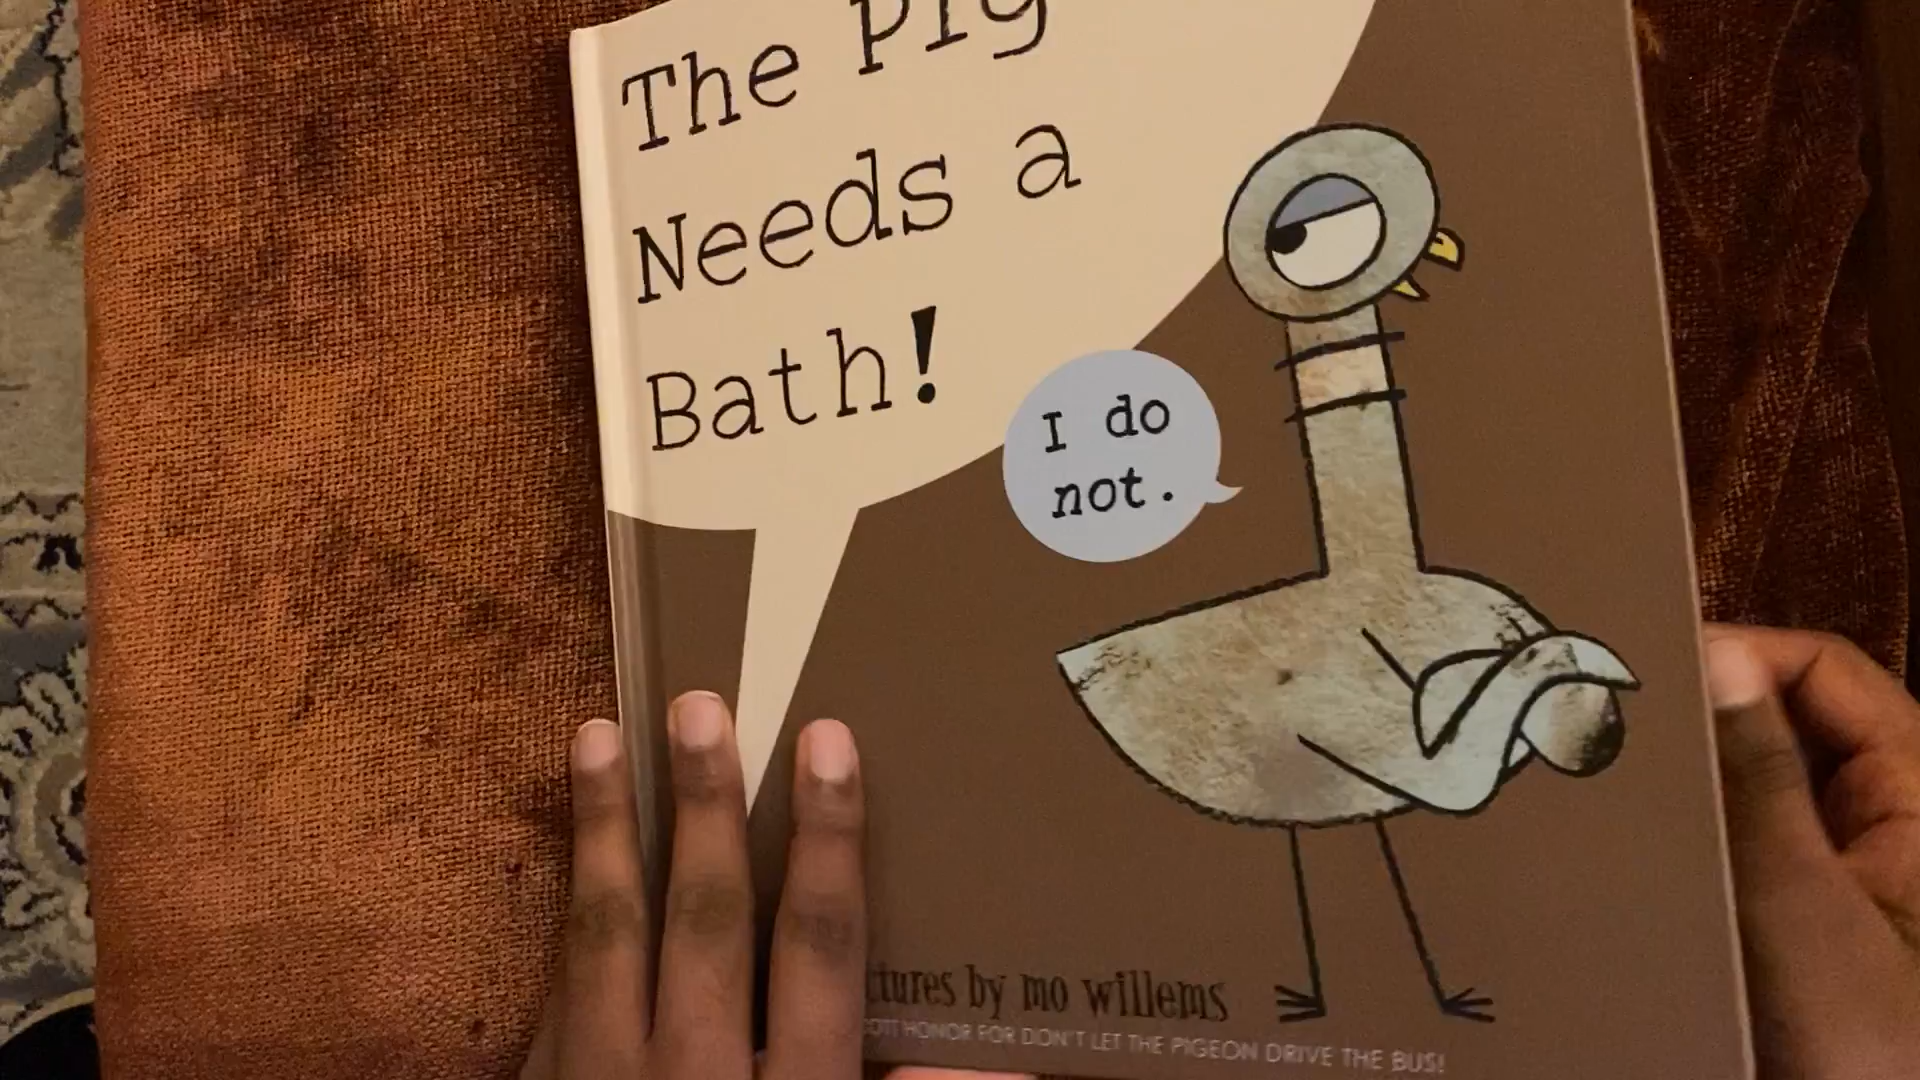 The Pig
Needs a
Bath!
I do
not.
ctures by mo willems
OTT HONOR FOR DON'T LET THE PIGEON DRIVE THE BUS!